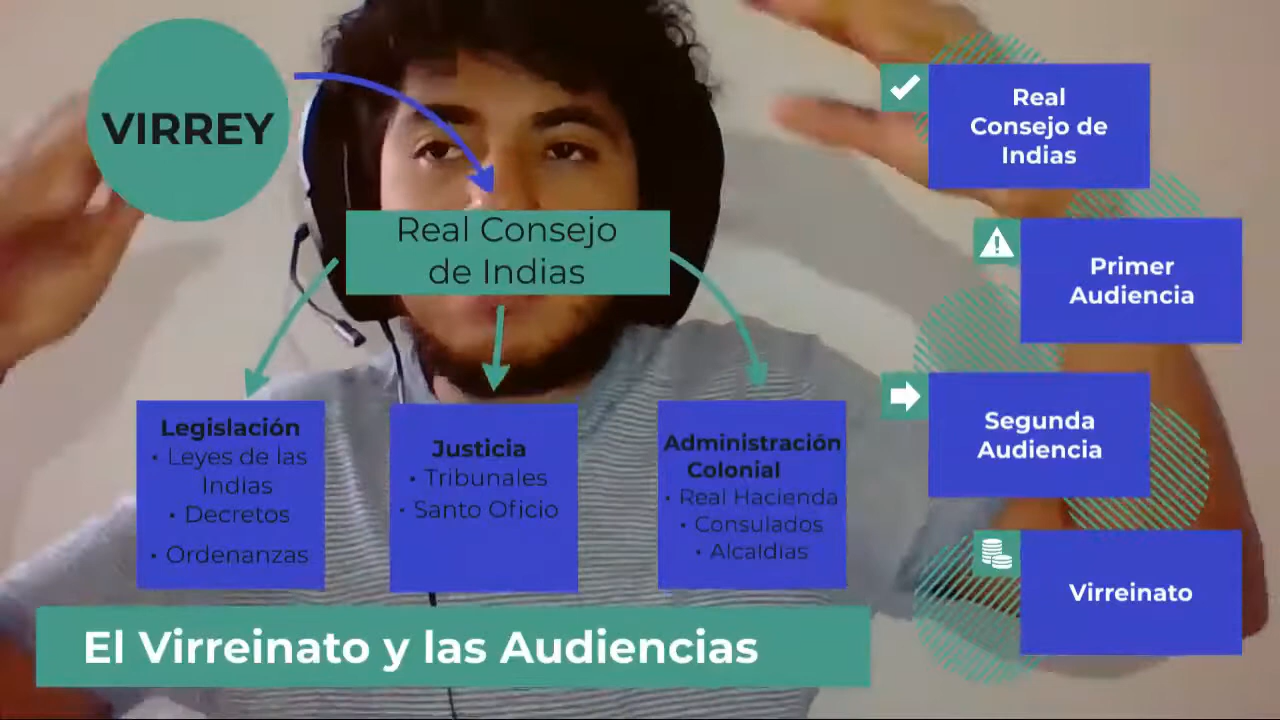 VIRREY
Real Consejo
de Indias
Legislación
• Leyes de las
Indias
• Decretos
• Ordenanzas
Justicia
• Tribunales
• Santo Oficio
Administración
Colonial
• Real Hacienda
• Consulados
• Alcaldías
Real
Consejo de
Indias
Primer
Audiencia
Segunda
Audiencia
Virreinato
El Virreinato y las Audiencias